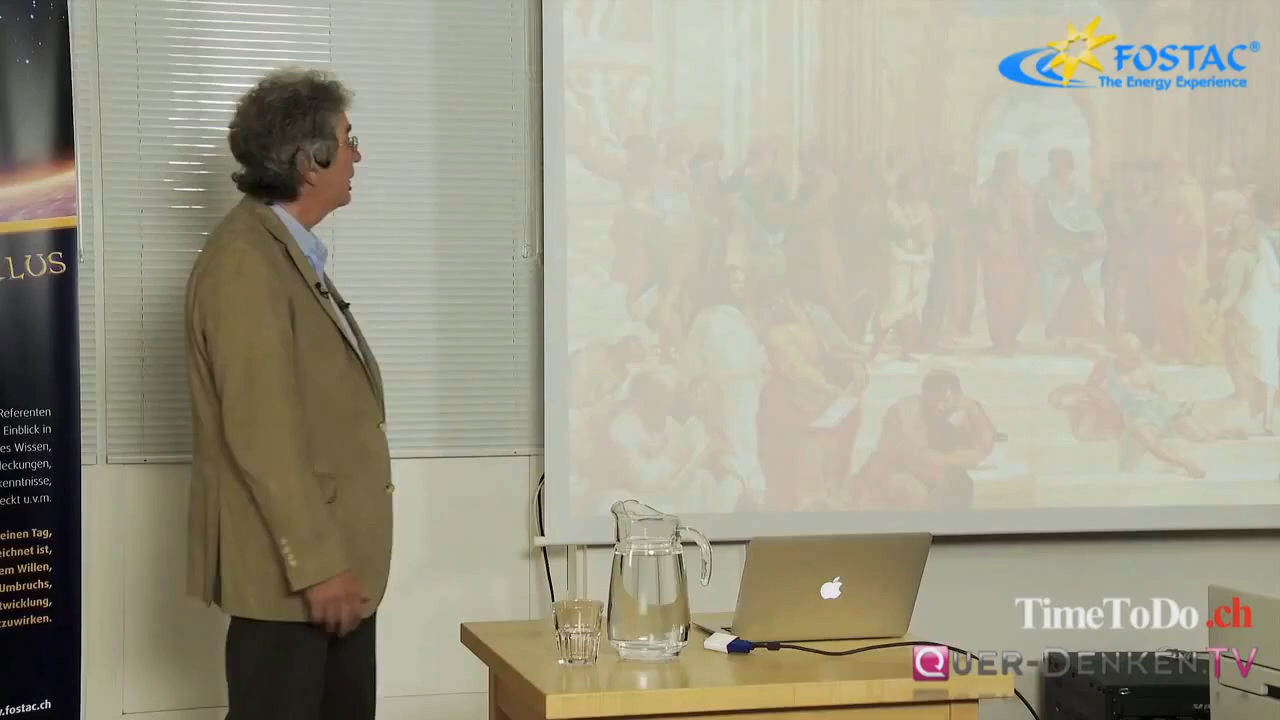 FOSTAC®
The Energy Experience
LUS
Referenten
Einblick in
es Wissen,
leckungen,
kenntnisse,
eckt u.v.m.
einen Tag,
eichnet ist,
em Willen,
Umbruchs,
twicklung,
zuwirken.
.fostac.ch
TimeToDo.ch
QUER-DENKEN.TV